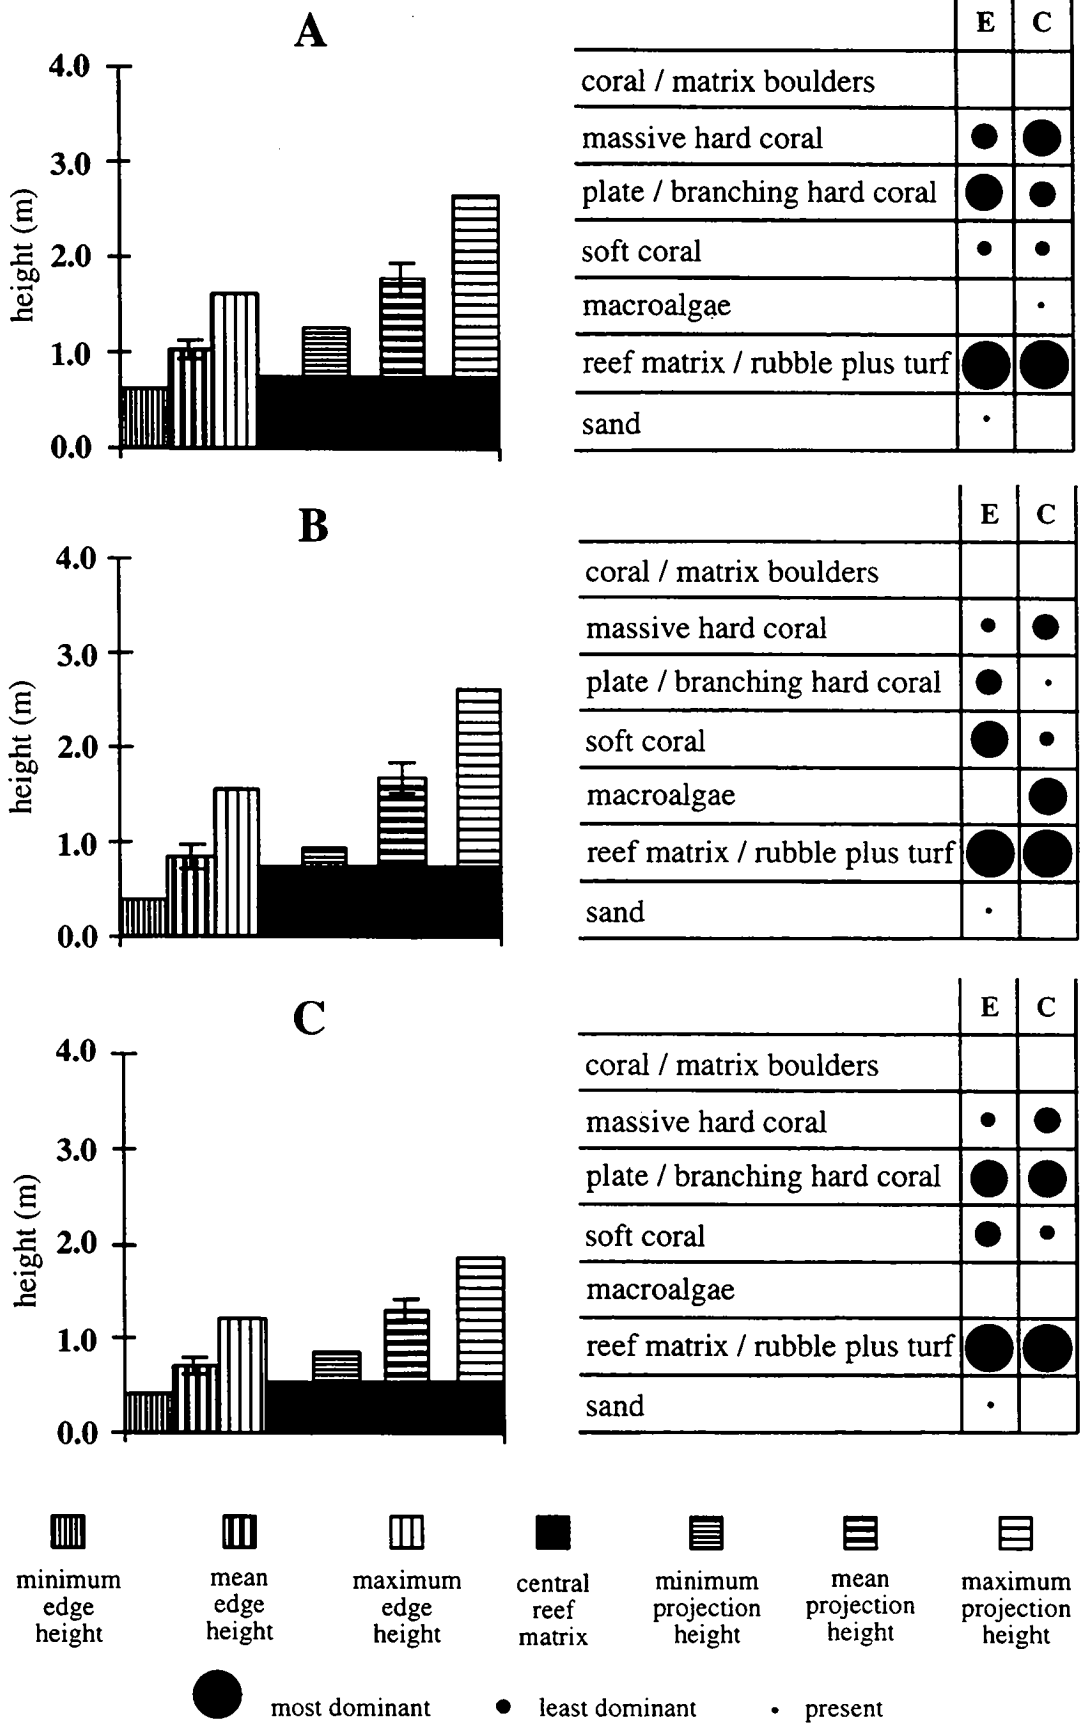 A
E C
4.0
3.0
2.0
1.0
0.0
height (m)
coral / matrix boulders
massive hard coral
plate / branching hard coral
soft coral
macroalgae
reef matrix / rubble plus turf
sand
B
E C
4.0
3.0
2.0
1.0
0.0
height (m)
coral / matrix boulders
massive hard coral
plate / branching hard coral
soft coral
macroalgae
reef matrix / rubble plus turf
sand
C
E C
4.0
3.0
2.0
1.0
0.0
height (m)
coral / matrix boulders
massive hard coral
plate / branching hard coral
soft coral
macroalgae
reef matrix / rubble plus turf
sand
minimum
edge
height
mean
edge
height
maximum
edge
height
central
reef
matrix
minimum
projection
height
mean
projection
height
maximum
projection
height
most dominant
least dominant
present